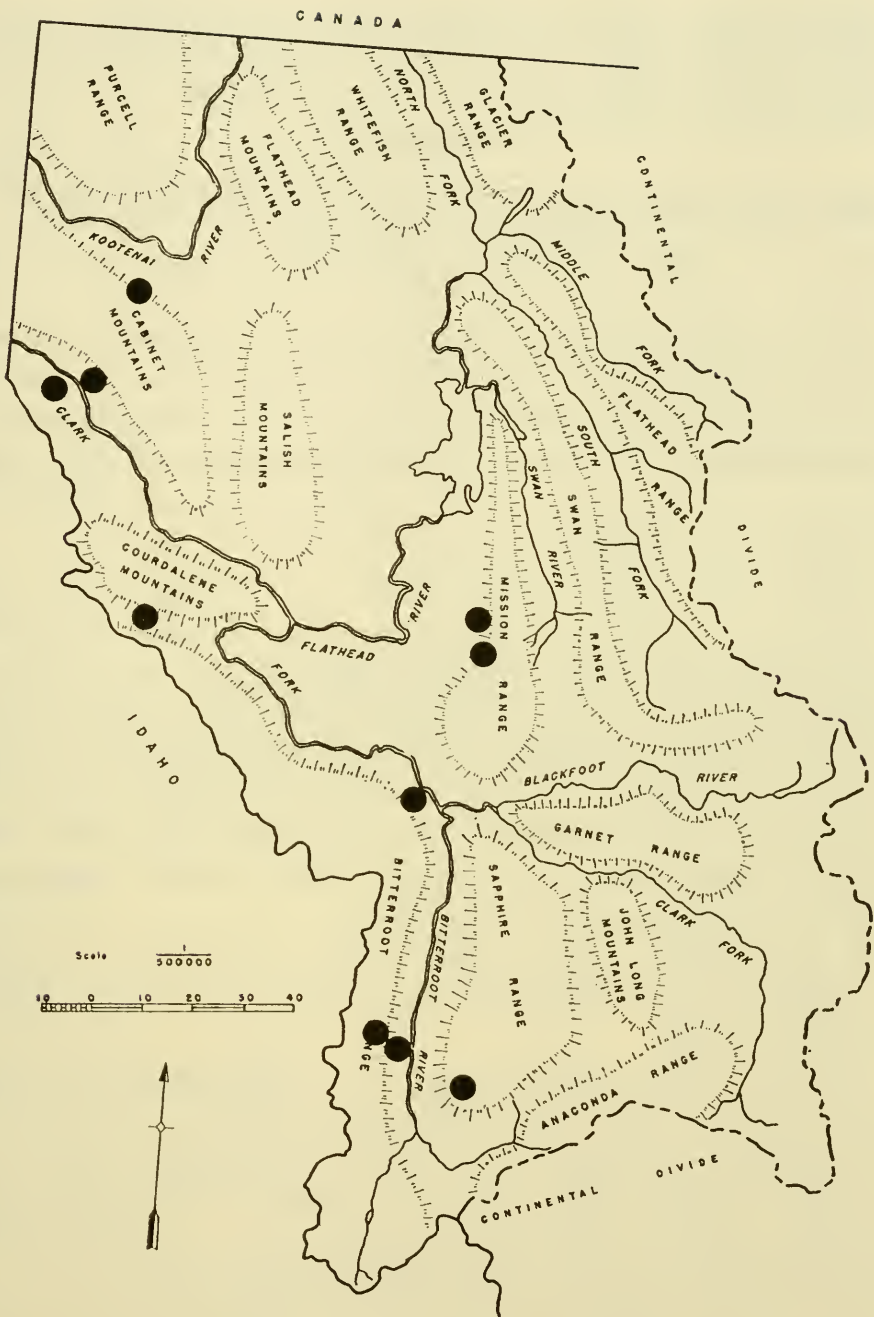 CANADA
PURCELL
RANGE
FLATHEAD
MOUNTAINS
WHITEFISH
RANGE
NORTH
FORK
GLACIER
RANGE
CONTINENTAL
DIVIDE
KOOTENAI
RIVER
MIDDLE
FORK
CABINET
MOUNTAINS
CLARK
FORK
SALISH
MOUNTAINS
FLATHEAD
RANGE
SOUTH
FORK
SWAN
RANGE
SWAN
RIVER
COURDALENE
MOUNTAINS
FLATHEAD
RIVER
MISSION
RANGE
IDAHO
BLACKFOOT
RIVER
GARNET RANGE
BITTERROOT
NGE
BITTERROOT
RIVER
SAPPHIRE
RANGE
JOHN LONG
MOUNTAINS
CLARK
FORK
Scale 1
500000
10 0 10 20 30 40
ANACONDA RANGE
CONTINENTAL DIVIDE